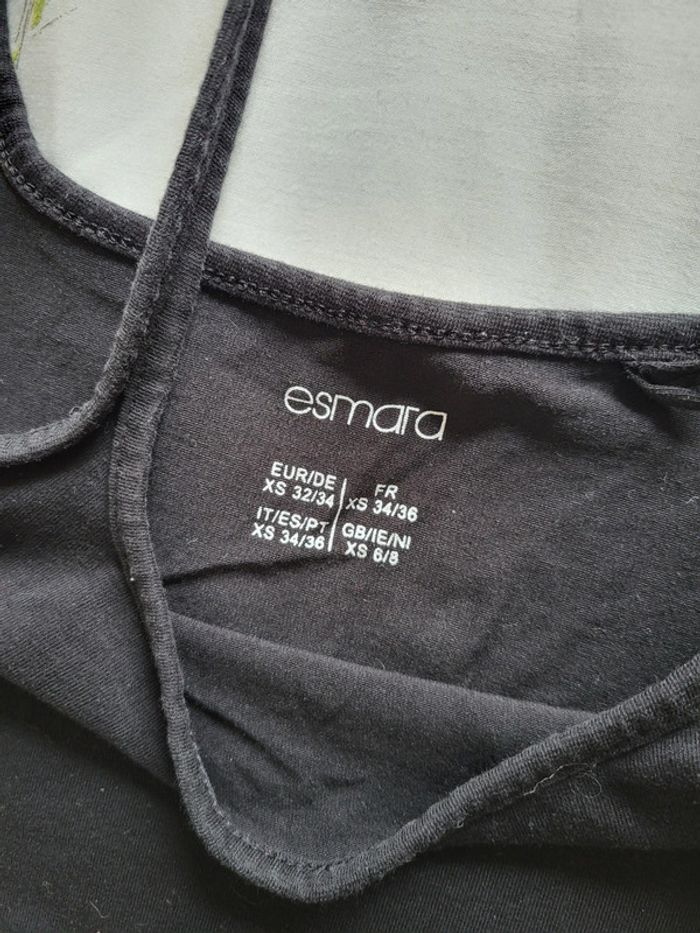 esmara
EUR/DE
XS 32/34
FR
XS 34/36
IT/ES/PT
XS 34/36
GB/IE/NI
XS 6/8